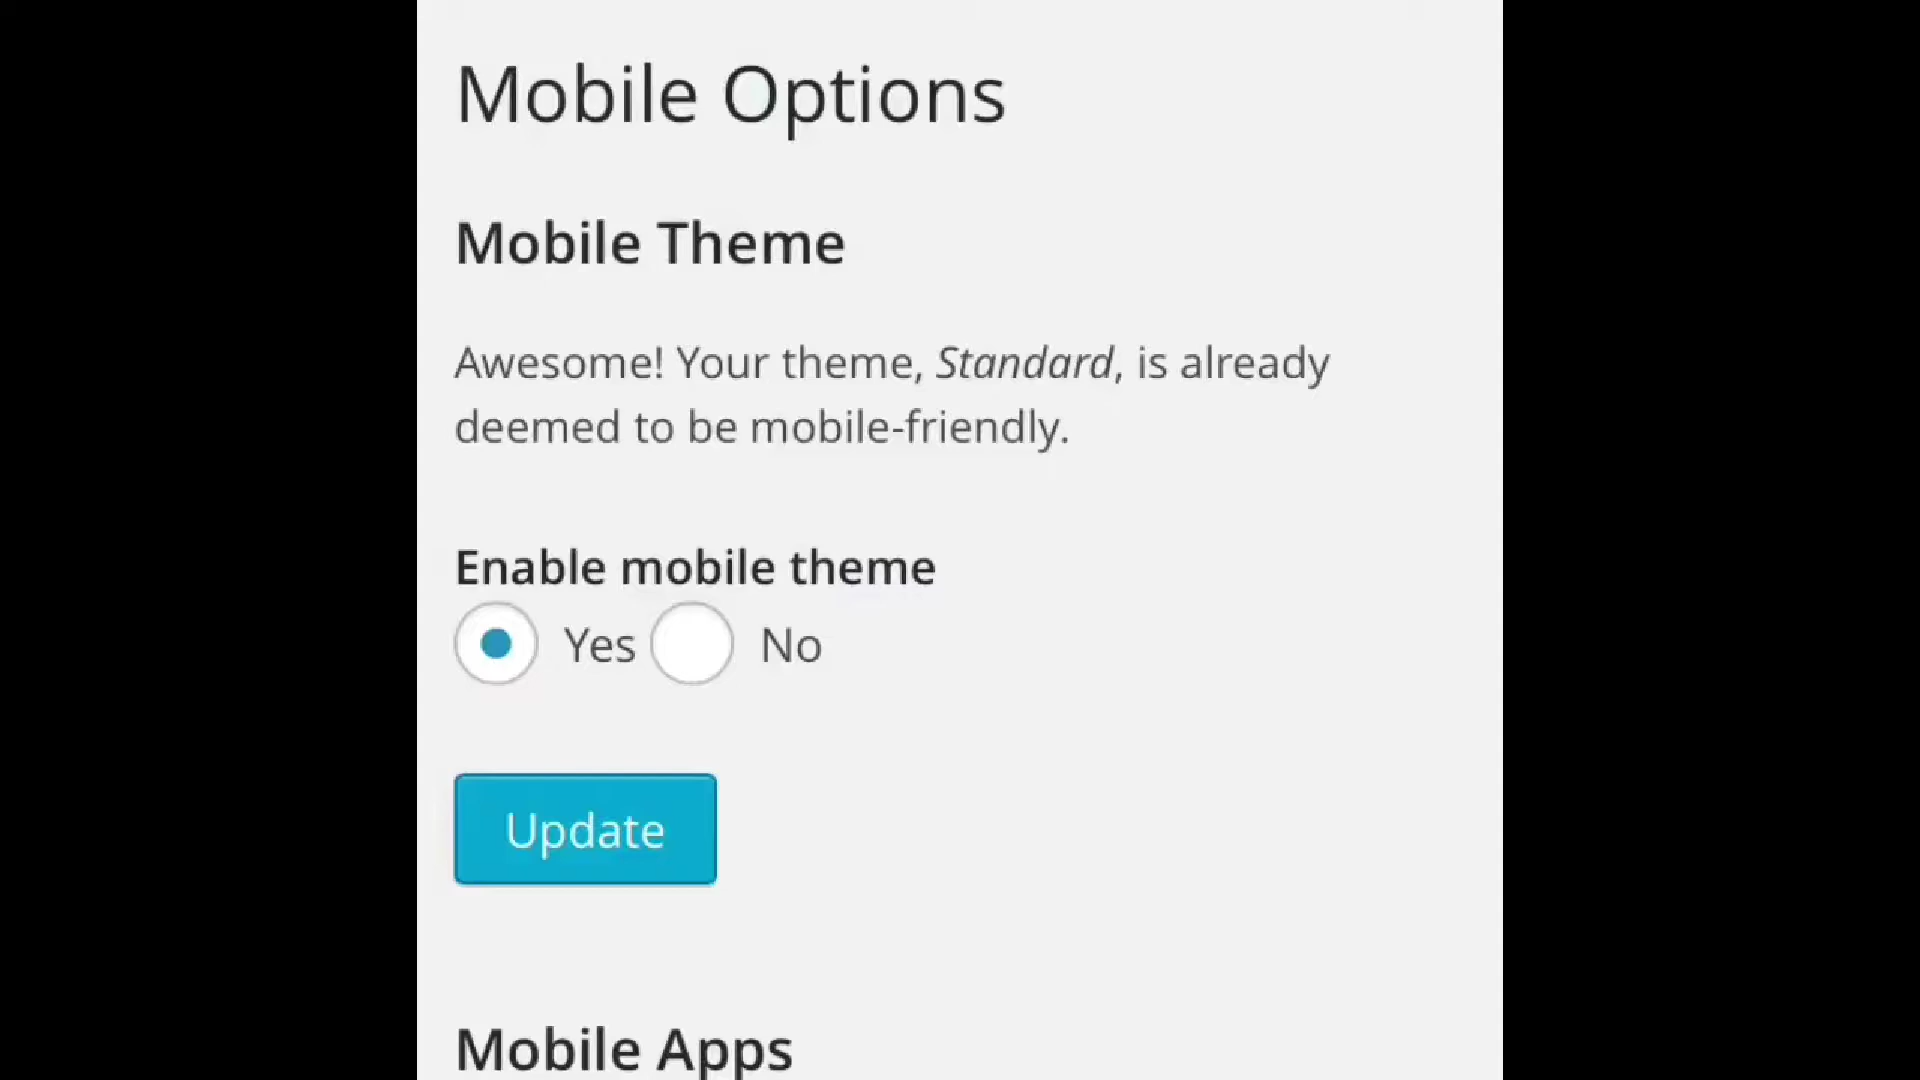 Mobile Options
Mobile Theme
Awesome! Your theme, Standard, is already
deemed to be mobile-friendly.
Enable mobile theme
Yes No
Update
Mobile Apps